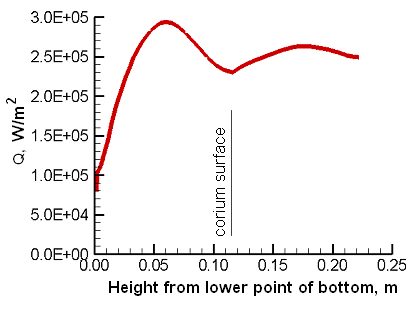 3.0E+05
2.5E+05
2.0E+05
1.5E+05
1.0E+05
5.0E+04
0.0E+00
Q, W/m²
corium surface
0.00 0.05 0.10 0.15 0.20 0.25
Height from lower point of bottom, m